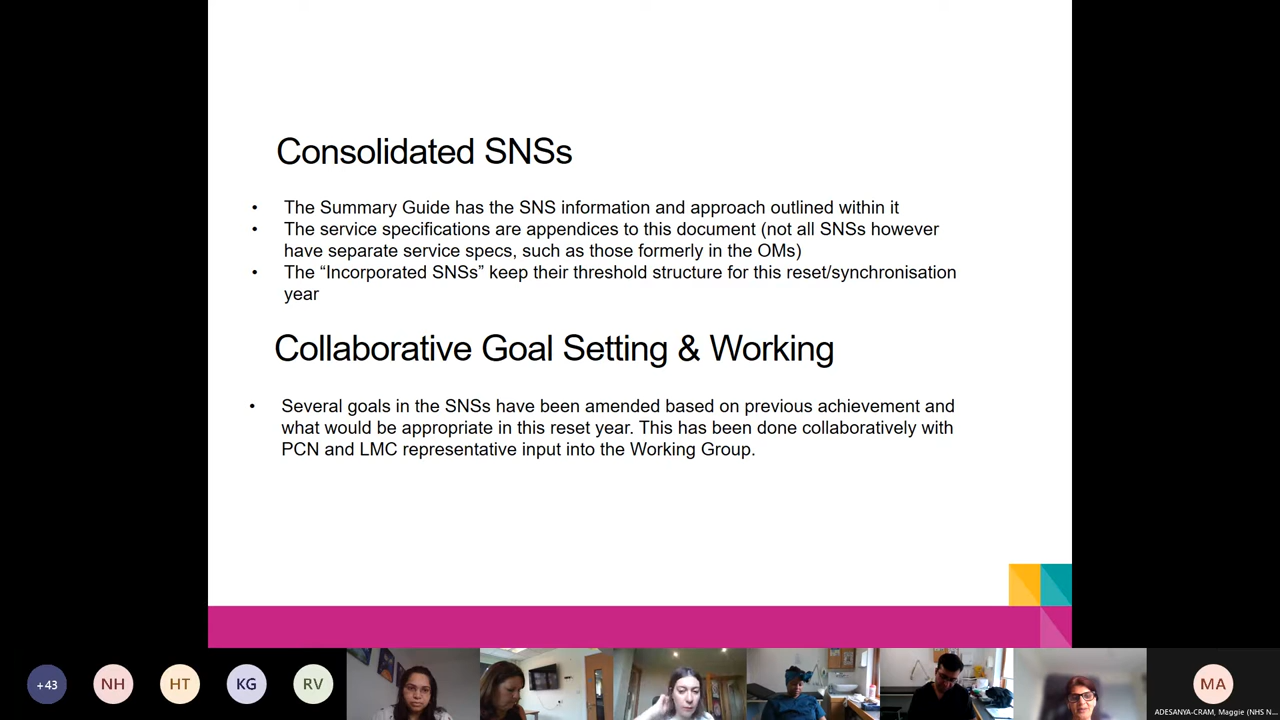 Consolidated SNSs
• The Summary Guide has the SNS information and approach outlined within it
• The service specifications are appendices to this document (not all SNSs however
have separate service specs, such as those formerly in the OMs)
• The “Incorporated SNSs” keep their threshold structure for this reset/synchronisation
year
Collaborative Goal Setting & Working
• Several goals in the SNSs have been amended based on previous achievement and
what would be appropriate in this reset year. This has been done collaboratively with
PCN and LMC representative input into the Working Group.
+43 NH HT KG RV MA
ADESANYA-CRAM, Maggie (NHS N...